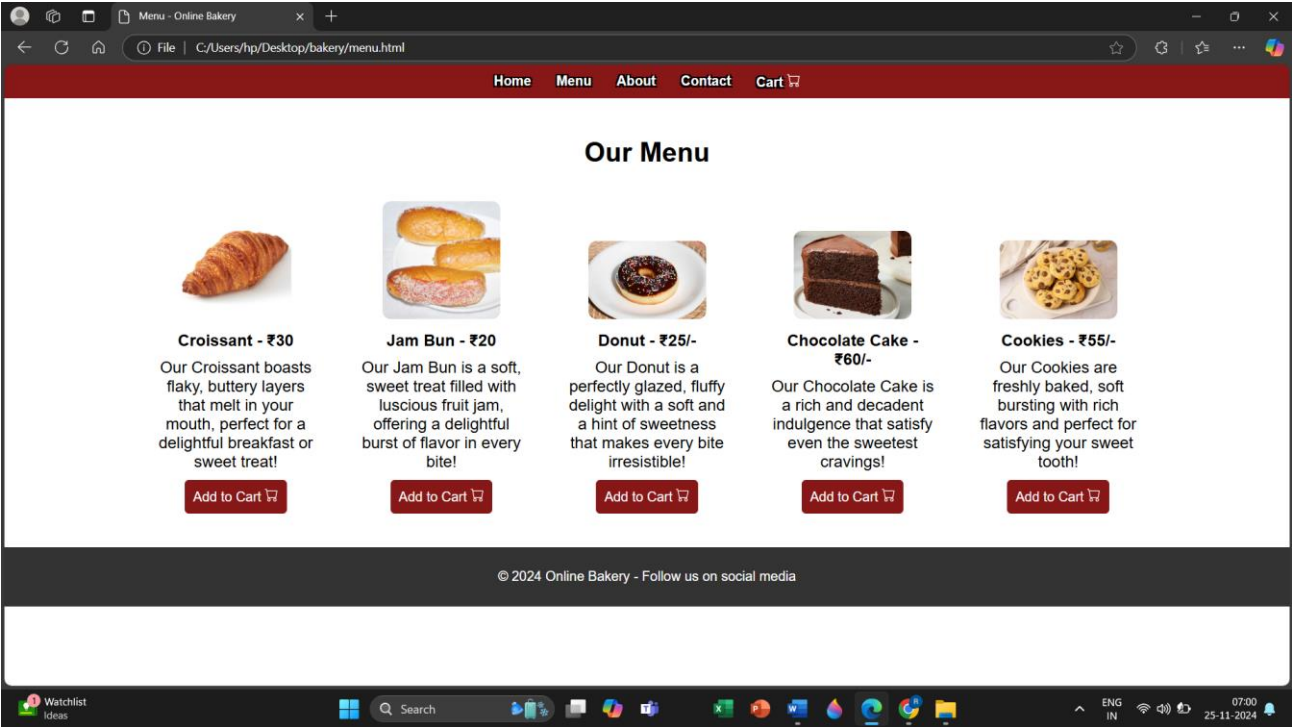 Menu - Online Bakery
File | C:/Users/hp/Desktop/bakery/menu.html
Home Menu About Contact Cart
Our Menu
Croissant - ₹30
Our Croissant boasts
flaky, buttery layers
that melt in your
mouth, perfect for a
delightful breakfast or
sweet treat!
Add to Cart
Jam Bun - ₹20
Our Jam Bun is a soft,
sweet treat filled with
luscious fruit jam,
offering a delightful
burst of flavor in every
bite!
Add to Cart
Donut - ₹25/-
Our Donut is a
perfectly glazed, fluffy
delight with a soft and
a hint of sweetness
that makes every bite
irresistible!
Add to Cart
Chocolate Cake -
₹60/-
Our Chocolate Cake is
a rich and decadent
indulgence that satisfy
even the sweetest
cravings!
Add to Cart
Cookies - ₹55/-
Our Cookies are
freshly baked, soft
bursting with rich
flavors and perfect for
satisfying your sweet
tooth!
Add to Cart
© 2024 Online Bakery - Follow us on social media
1
Watchlist
Ideas
Search
ENG
IN
07:00
25-11-2024